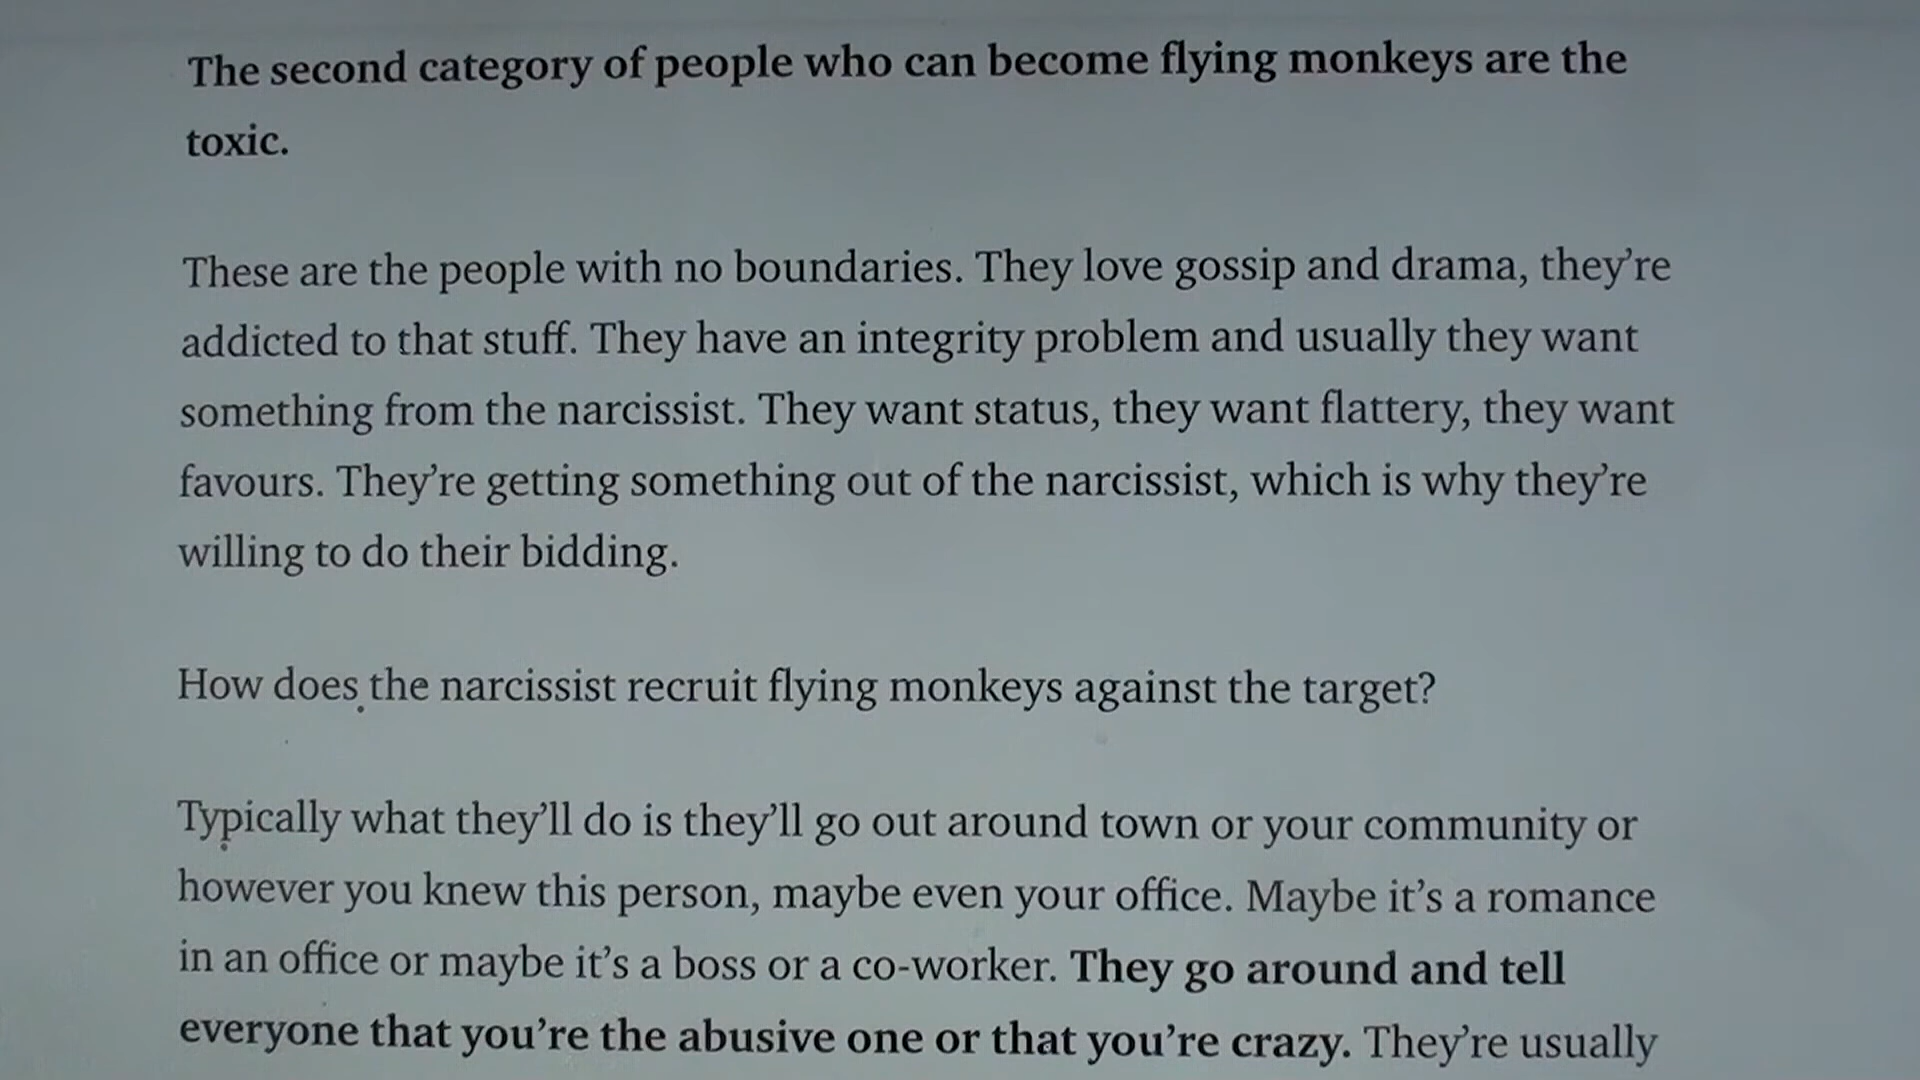 The second category of people who can become flying monkeys are the
toxic.
These are the people with no boundaries. They love gossip and drama, they’re
addicted to that stuff. They have an integrity problem and usually they want
something from the narcissist. They want status, they want flattery, they want
favours. They’re getting something out of the narcissist, which is why they’re
willing to do their bidding.
How does the narcissist recruit flying monkeys against the target?
Typically what they’ll do is they’ll go out around town or your community or
however you knew this person, maybe even your office. Maybe it’s a romance
in an office or maybe it’s a boss or a co-worker. They go around and tell
everyone that you’re the abusive one or that you’re crazy. They’re usually